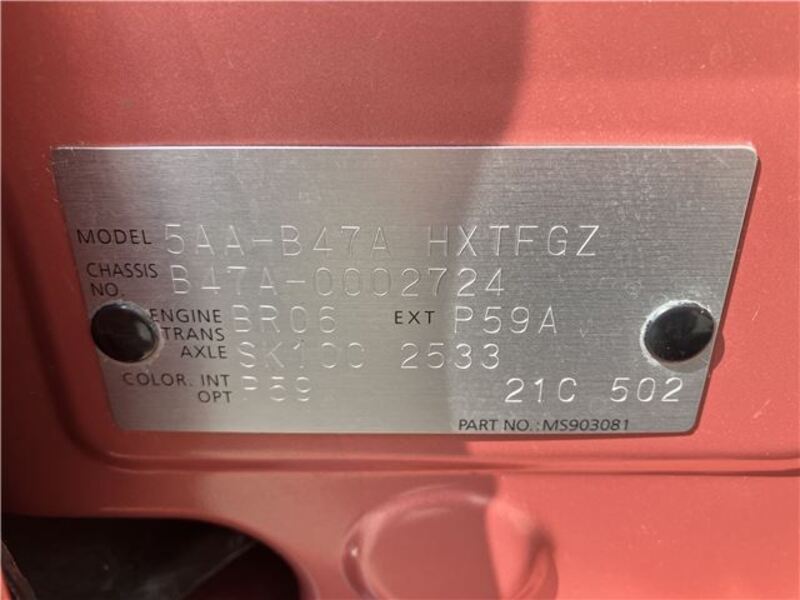 MODEL 5AA-B47A HXTFGZ
CHASSIS NO. B47A-0002724
ENGINE BR06 EXT P59A
TRANS AXLE SK10C 2533
COLOR. INT OPT P59 21C 502
PART NO.:MS903081